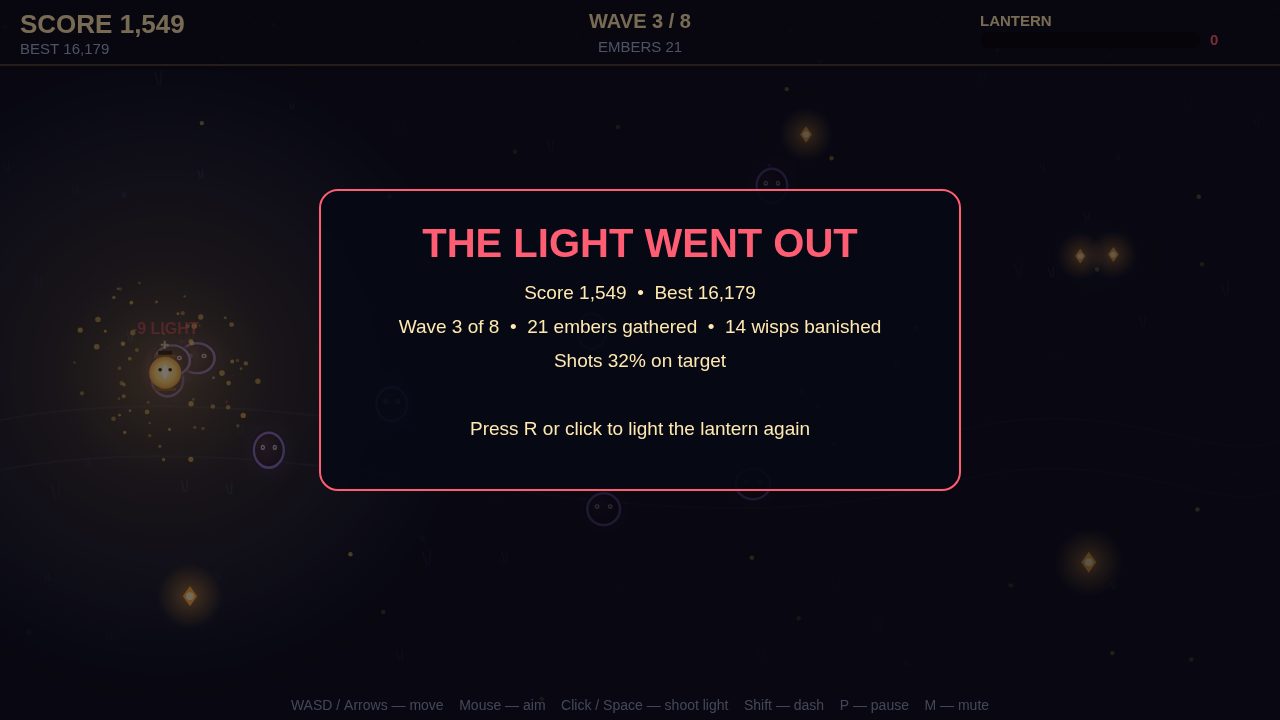 SCORE 1,549
BEST 16,179
WAVE 3 / 8
EMBERS 21
LANTERN
0
THE LIGHT WENT OUT
Score 1,549 • Best 16,179
Wave 3 of 8 • 21 embers gathered • 14 wisps banished
Shots 32% on target
-9 LIGHT
Press R or click to light the lantern again
WASD / Arrows — move Mouse — aim Click / Space — shoot light Shift — dash P — pause M — mute